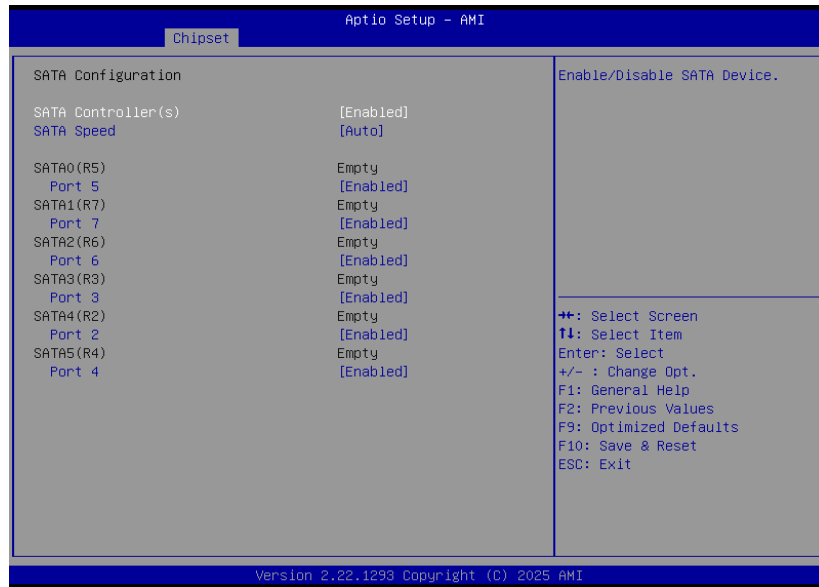 Aptio Setup – AMI
Chipset
SATA Configuration
SATA Controller(s) [Enabled]
SATA Speed [Auto]
SATA0(R5) Empty
Port 5 [Enabled]
SATA1(R7) Empty
Port 7 [Enabled]
SATA2(R6) Empty
Port 6 [Enabled]
SATA3(R3) Empty
Port 3 [Enabled]
SATA4(R2) Empty
Port 2 [Enabled]
SATA5(R4) Empty
Port 4 [Enabled]
Enable/Disable SATA Device.
→←: Select Screen
↑↓: Select Item
Enter: Select
+/- : Change Opt.
F1: General Help
F2: Previous Values
F9: Optimized Defaults
F10: Save & Reset
ESC: Exit
Version 2.22.1293 Copyright (C) 2025 AMI